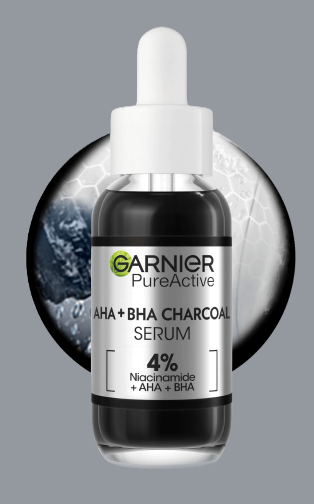 GARNIER
PureActive
AHA + BHA CHARCOAL
SERUM
4%
Niacinamide
+ AHA + BHA